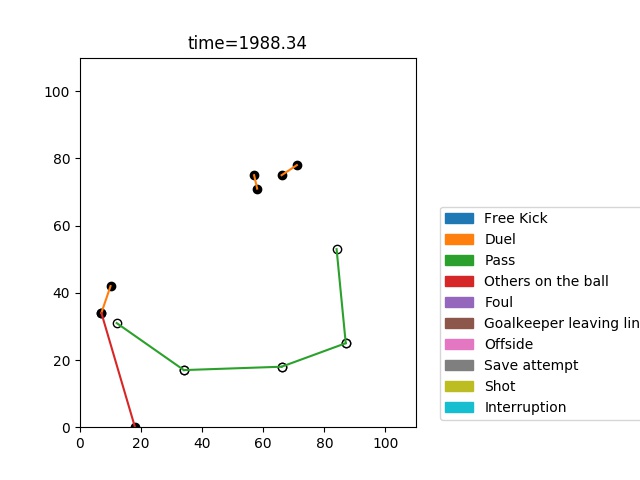 time=1988.34
100
80
60
40
20
0
0 20 40 60 80 100
Free Kick
Duel
Pass
Others on the ball
Foul
Goalkeeper leaving lin
Offside
Save attempt
Shot
Interruption